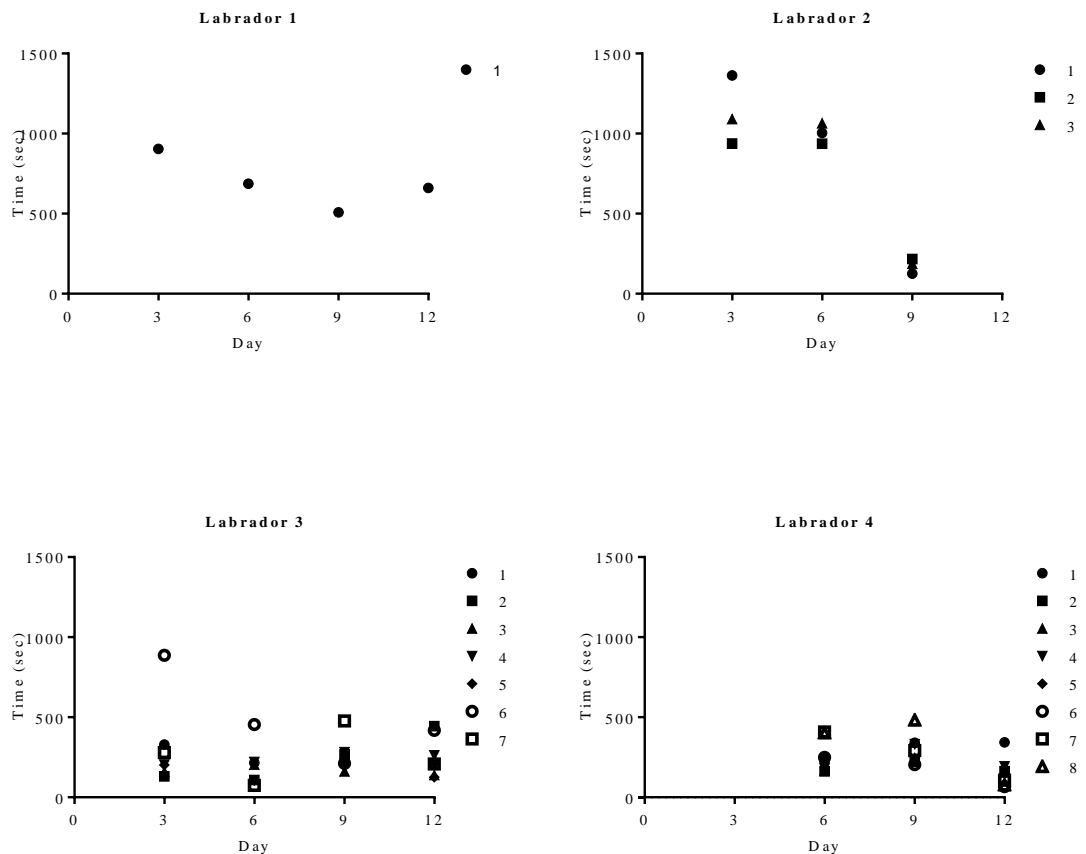 Labrador 1
1500
1000
500
0
Time (sec)
0 3 6 9 12
Day
1
Labrador 2
1500
1000
500
0
Time (sec)
0 3 6 9 12
Day
1
2
3
Labrador 3
1500
1000
500
0
Time (sec)
0 3 6 9 12
Day
1
2
3
4
5
6
7
Labrador 4
1500
1000
500
0
Time (sec)
0 3 6 9 12
Day
1
2
3
4
5
6
7
8